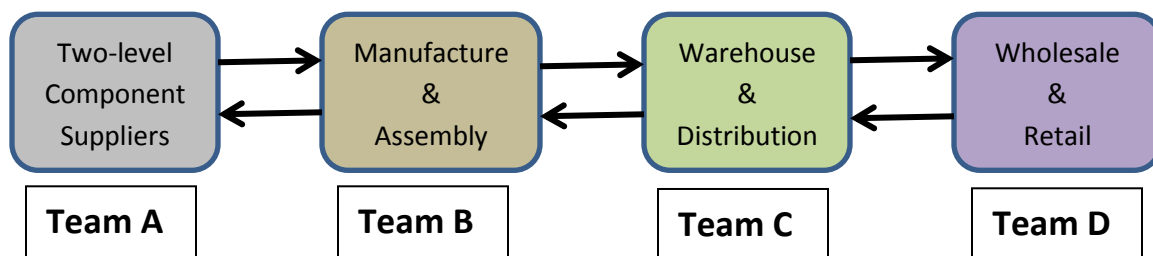 Two-level
Component
Suppliers
Manufacture
&
Assembly
Warehouse
&
Distribution
Wholesale
&
Retail
Team A
Team B
Team C
Team D